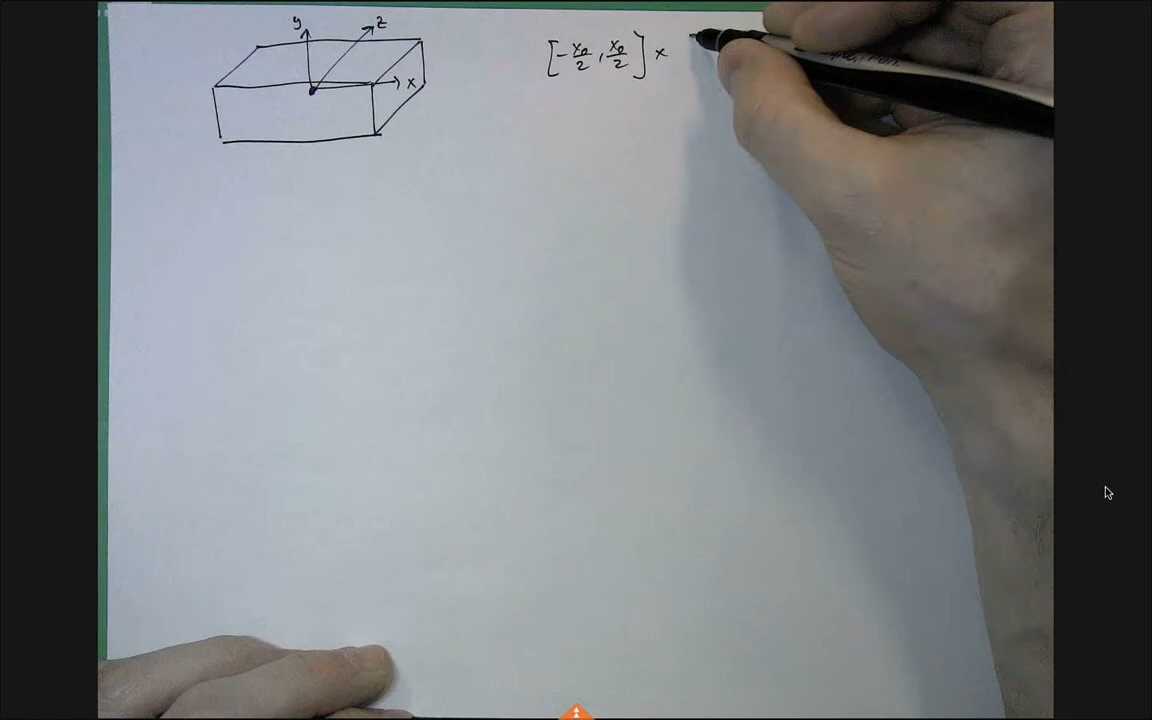 y
z
x
[-x₀/2, x₀/2] ×